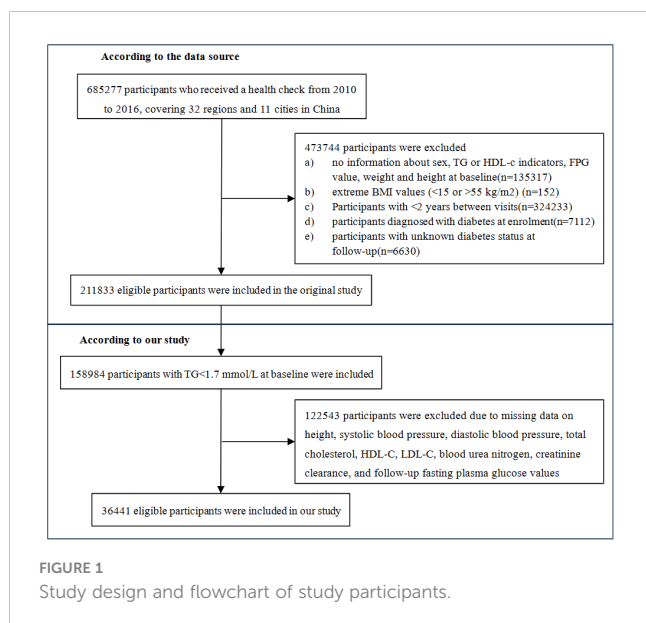 According to the data source
685277 participants who received a health check from 2010
to 2016, covering 32 regions and 11 cities in China
473744 participants were excluded
a) no information about sex, TG or HDL-c indicators, FPG
value, weight and height at baseline(n=135317)
b) extreme BMI values (<15 or >55 kg/m2) (n=152)
c) Participants with <2 years between visits(n=324233)
d) participants diagnosed with diabetes at enrolment(n=7112)
e) participants with unknown diabetes status at
follow-up(n=6630)
211833 eligible participants were included in the original study
According to our study
158984 participants with TG<1.7 mmol/L at baseline were included
122543 participants were excluded due to missing data on
height, systolic blood pressure, diastolic blood pressure, total
cholesterol, HDL-C, LDL-C, blood urea nitrogen, creatinine
clearance, and follow-up fasting plasma glucose values
36441 eligible participants were included in our study
FIGURE 1
Study design and flowchart of study participants.